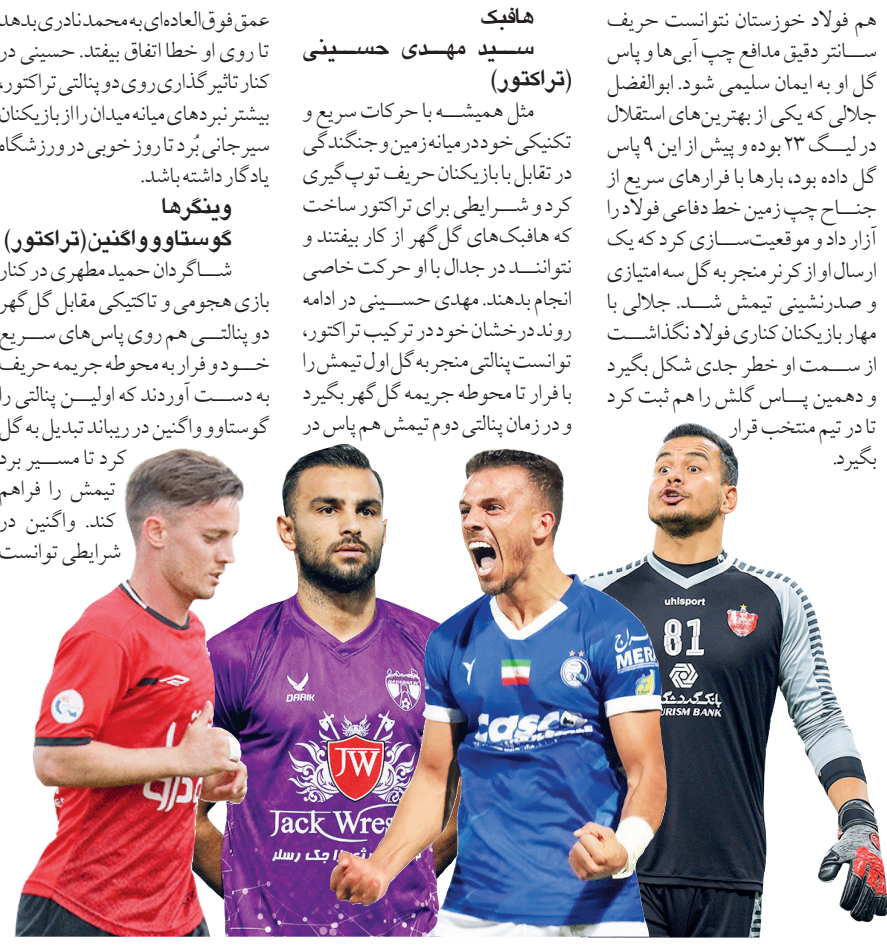 هم فولاد خوزستان نتوانست حریف
سانتر دقیق مدافع چپ آبی‌ها و پاس
گل او به ایمان سلیمی شود. ابوالفضل
جلالی که یکی از بهترین‌های استقلال
در لیگ ۲۳ بوده و پیش از این ۹ پاس
گل داده بود، بارها با فرارهای سریع از
جناح چپ زمین خط دفاعی فولاد را
آزار داد و موقعیت‌سازی کرد که یک
ارسال او از کرنر منجر به گل سه امتیازی
و صدرنشینی تیمش شد. جلالی با
مهار بازیکنان کناری فولاد نگذاشت
از سمت او خطر جدی شکل بگیرد
و دهمین پاس گلش را هم ثبت کرد
تا در تیم منتخب قرار
بگیرد.
هافبک
سید مهدی حسینی
(تراکتور)
مثل همیشه با حرکات سریع و
تکنیکی خود در میانه زمین و جنگندگی
در تقابل با بازیکنان حریف توپ‌گیری
کرد و شرایطی برای تراکتور ساخت
که هافبک‌های گل‌گهر از کار بیفتند و
نتوانند در جدال با او حرکت خاصی
انجام بدهند. مهدی حسینی در ادامه
روند درخشان خود در ترکیب تراکتور،
توانست پنالتی منجر به گل اول تیمش را
با فرار تا محوطه جریمه گل‌گهر بگیرد
و در زمان پنالتی دوم تیمش هم پاس در
عمق فوق‌العاده‌ای به محمد نادری بدهد
تا روی او خطا اتفاق بیفتد. حسینی در
کنار تاثیرگذاری روی دو پنالتی تراکتور،
بیشتر نبردهای میانه میدان را از بازیکنان
سیرجانی بُرد تا روز خوبی در ورزشگاه
یادگار داشته باشد.
وینگرها
گوستاوو واگنین (تراکتور)
شاگردان حمید مطهری در کنار
بازی هجومی و تاکتیکی مقابل گل‌گهر
دو پنالتی هم روی پاس‌های سریع
خود و فرار به محوطه جریمه حریف
به دست آوردند که اولین پنالتی را
گوستاوو واگنین در ریباند تبدیل به گل
کرد تا مسیر برد
تیمش را فراهم
کند. واگنین در
شرایطی توانست
uhlsport
81
بانک گردشگ
URISM BANK
راج
MER
casco
DARIK
JW
Jack Wres
جک رسلر